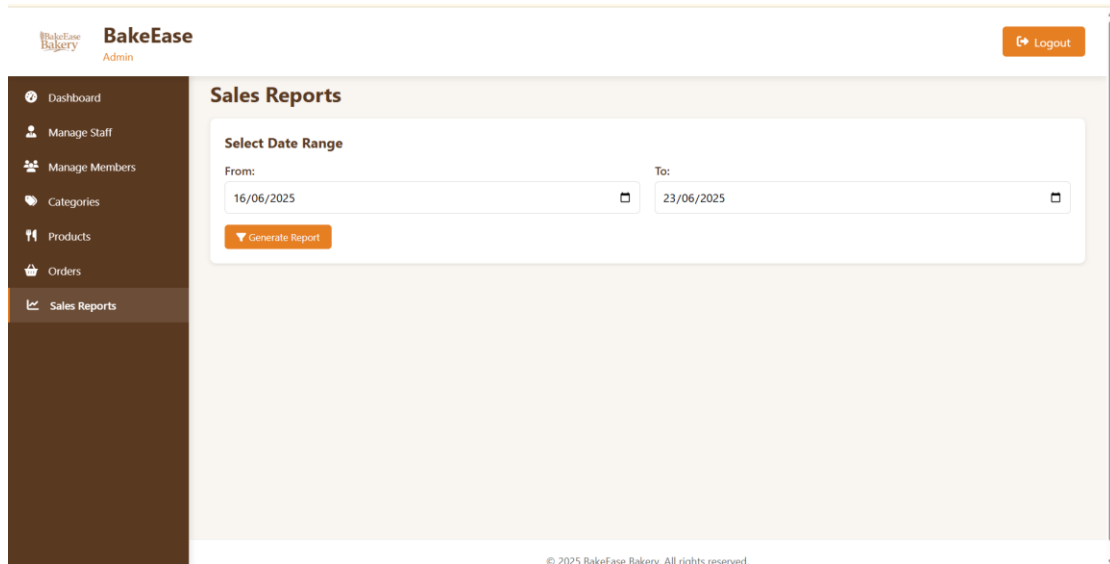 BakeEase
Bakery
BakeEase
Admin
Logout
Dashboard
Manage Staff
Manage Members
Categories
Products
Orders
Sales Reports
Sales Reports
Select Date Range
From:
To:
16/06/2025
23/06/2025
Generate Report
© 2025 BakeEase Bakery. All rights reserved.